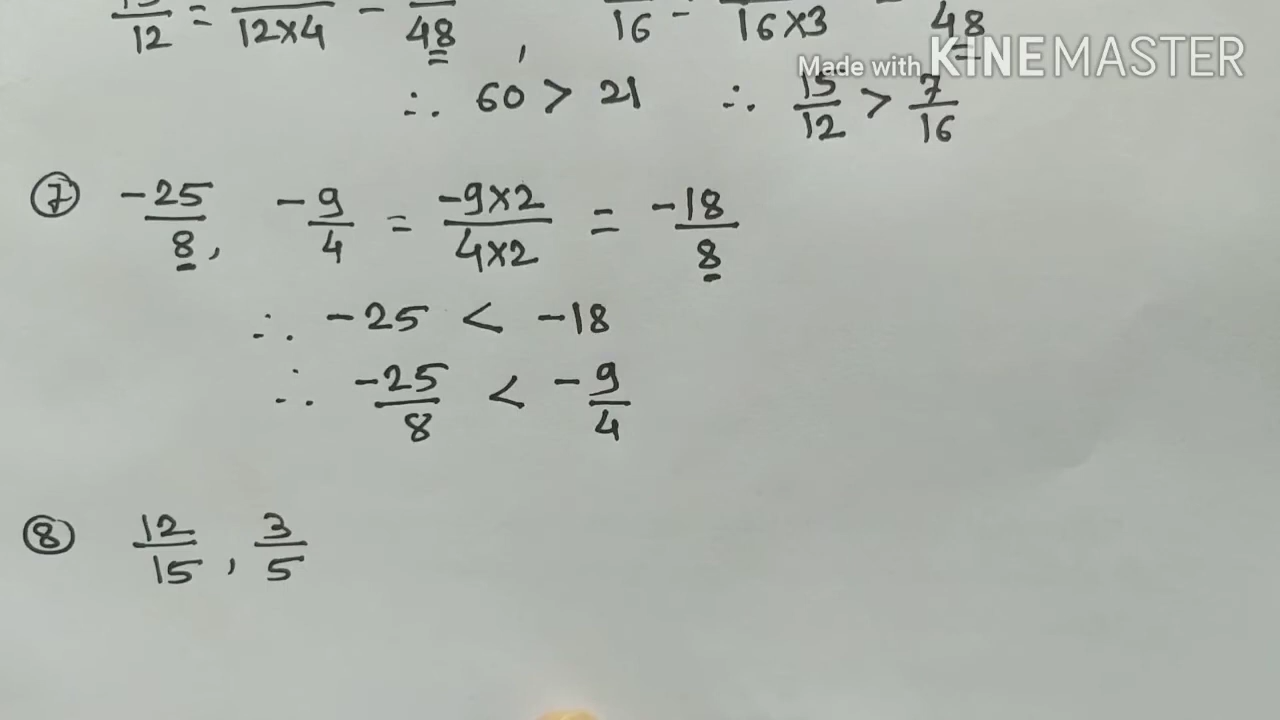 12 = 12×4 - 48 , 16 - 16×3 48
Made with KINEMASTER
∴ 60 > 21 ∴ 15/12 > 7/16
⑦ -25/8, -9/4 = -9×2/4×2 = -18/8
∴ -25 < -18
∴ -25/8 < -9/4
⑧ 12/15, 3/5